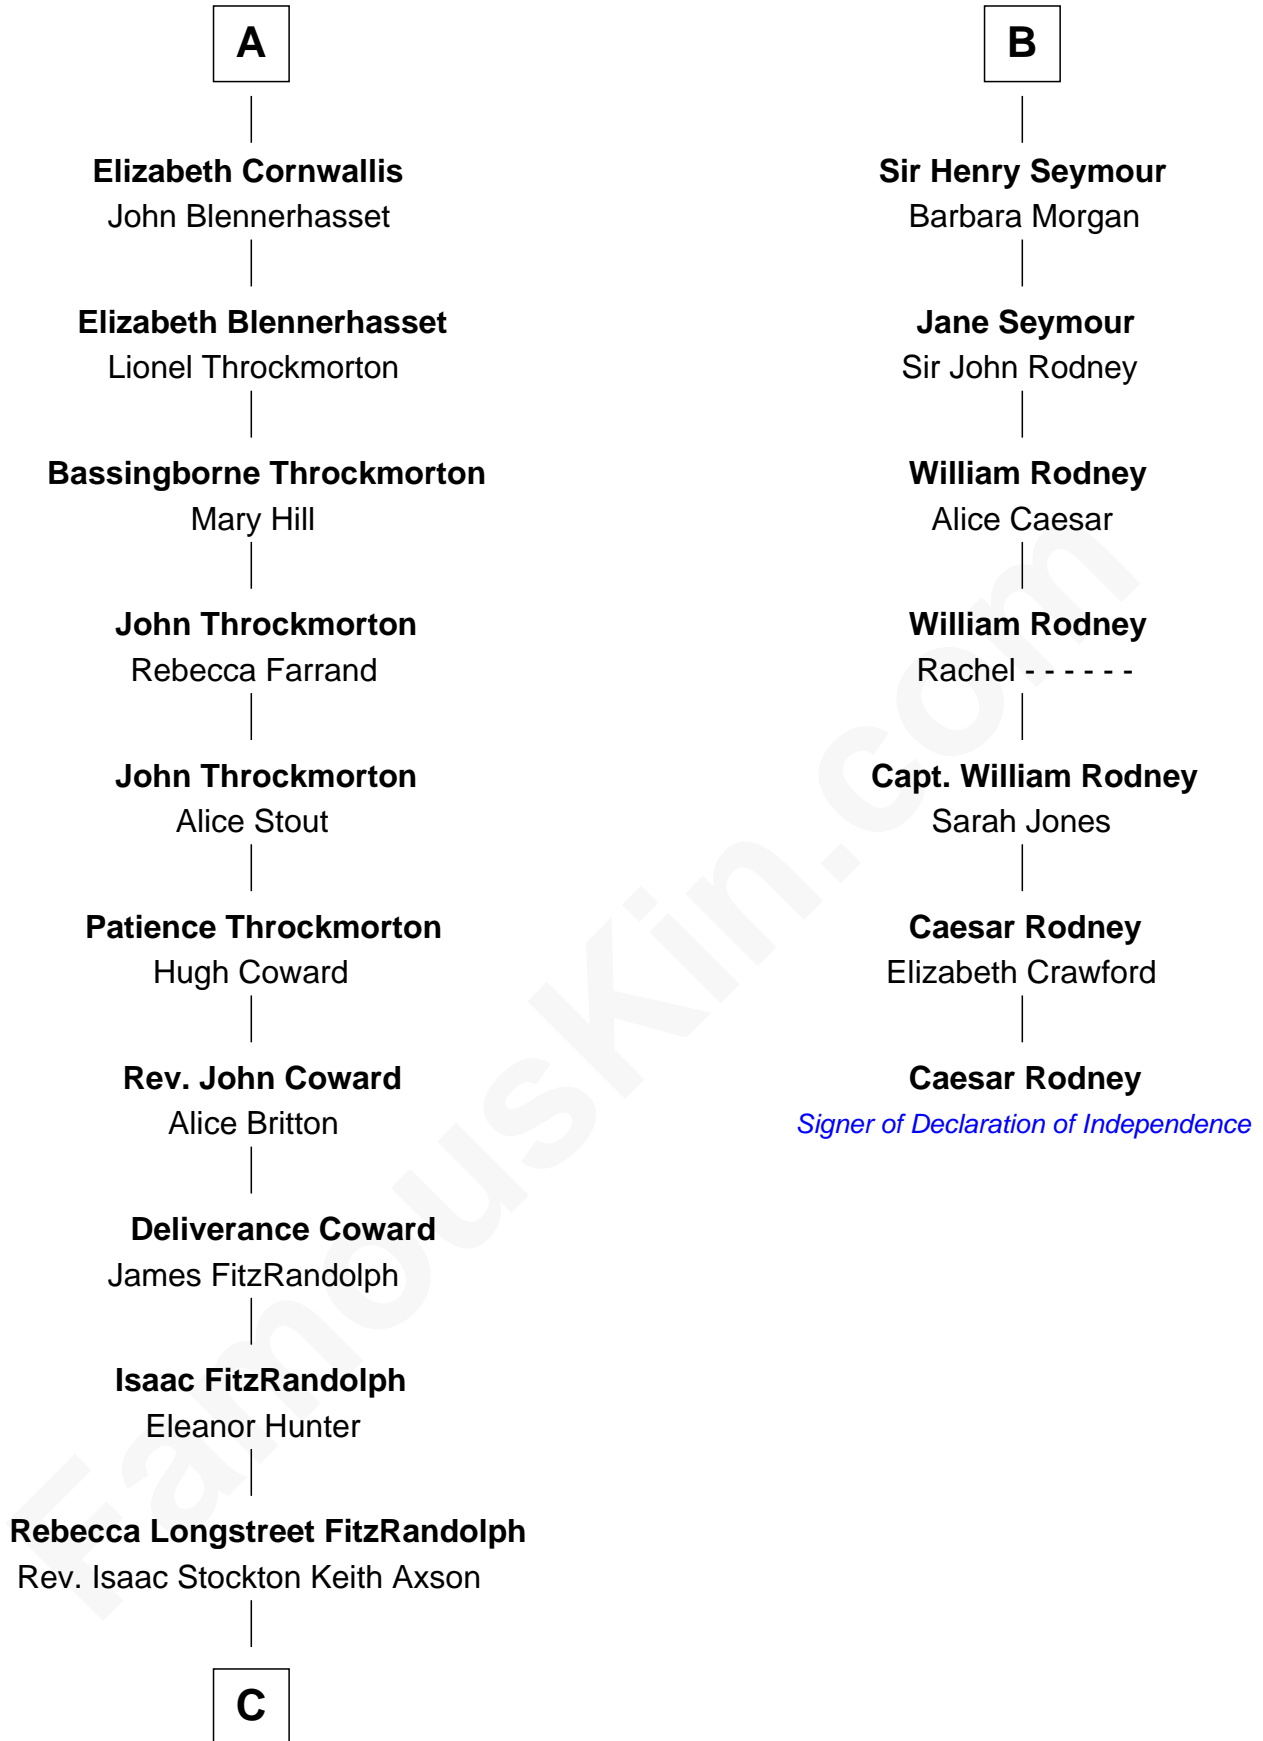 A
Elizabeth Cornwallis
John Blennerhasset
Elizabeth Blennerhasset
Lionel Throckmorton
Bassingborne Throckmorton
Mary Hill
John Throckmorton
Rebecca Farrand
John Throckmorton
Alice Stout
Patience Throckmorton
Hugh Coward
Rev. John Coward
Alice Britton
Deliverance Coward
James FitzRandolph
Isaac FitzRandolph
Eleanor Hunter
Rebecca Longstreet FitzRandolph
Rev. Isaac Stockton Keith Axson
C
B
Sir Henry Seymour
Barbara Morgan
Jane Seymour
Sir John Rodney
William Rodney
Alice Caesar
William Rodney
Rachel - - - - - -
Capt. William Rodney
Sarah Jones
Caesar Rodney
Elizabeth Crawford
Caesar Rodney
Signer of Declaration of Independence
FamousKin.com